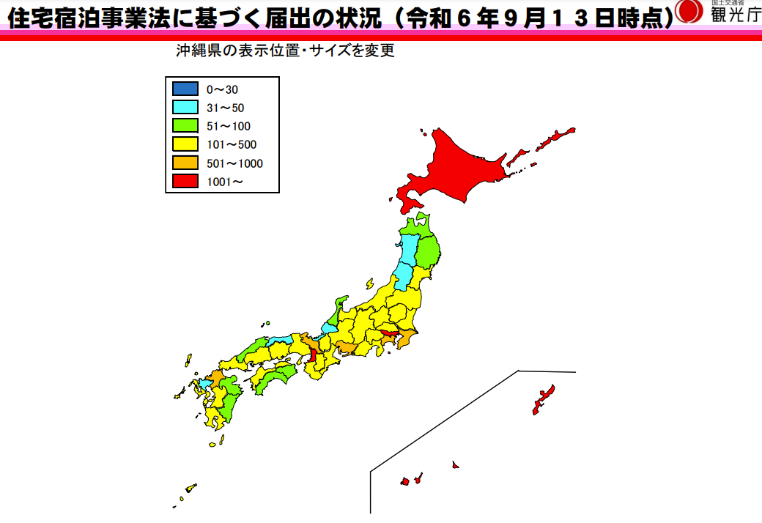 住宅宿泊事業法に基づく届出の状況（令和６年９月１３日時点）
国土交通省
観光庁
沖縄県の表示位置・サイズを変更
0～30
31～50
51～100
101～500
501～1000
1001～